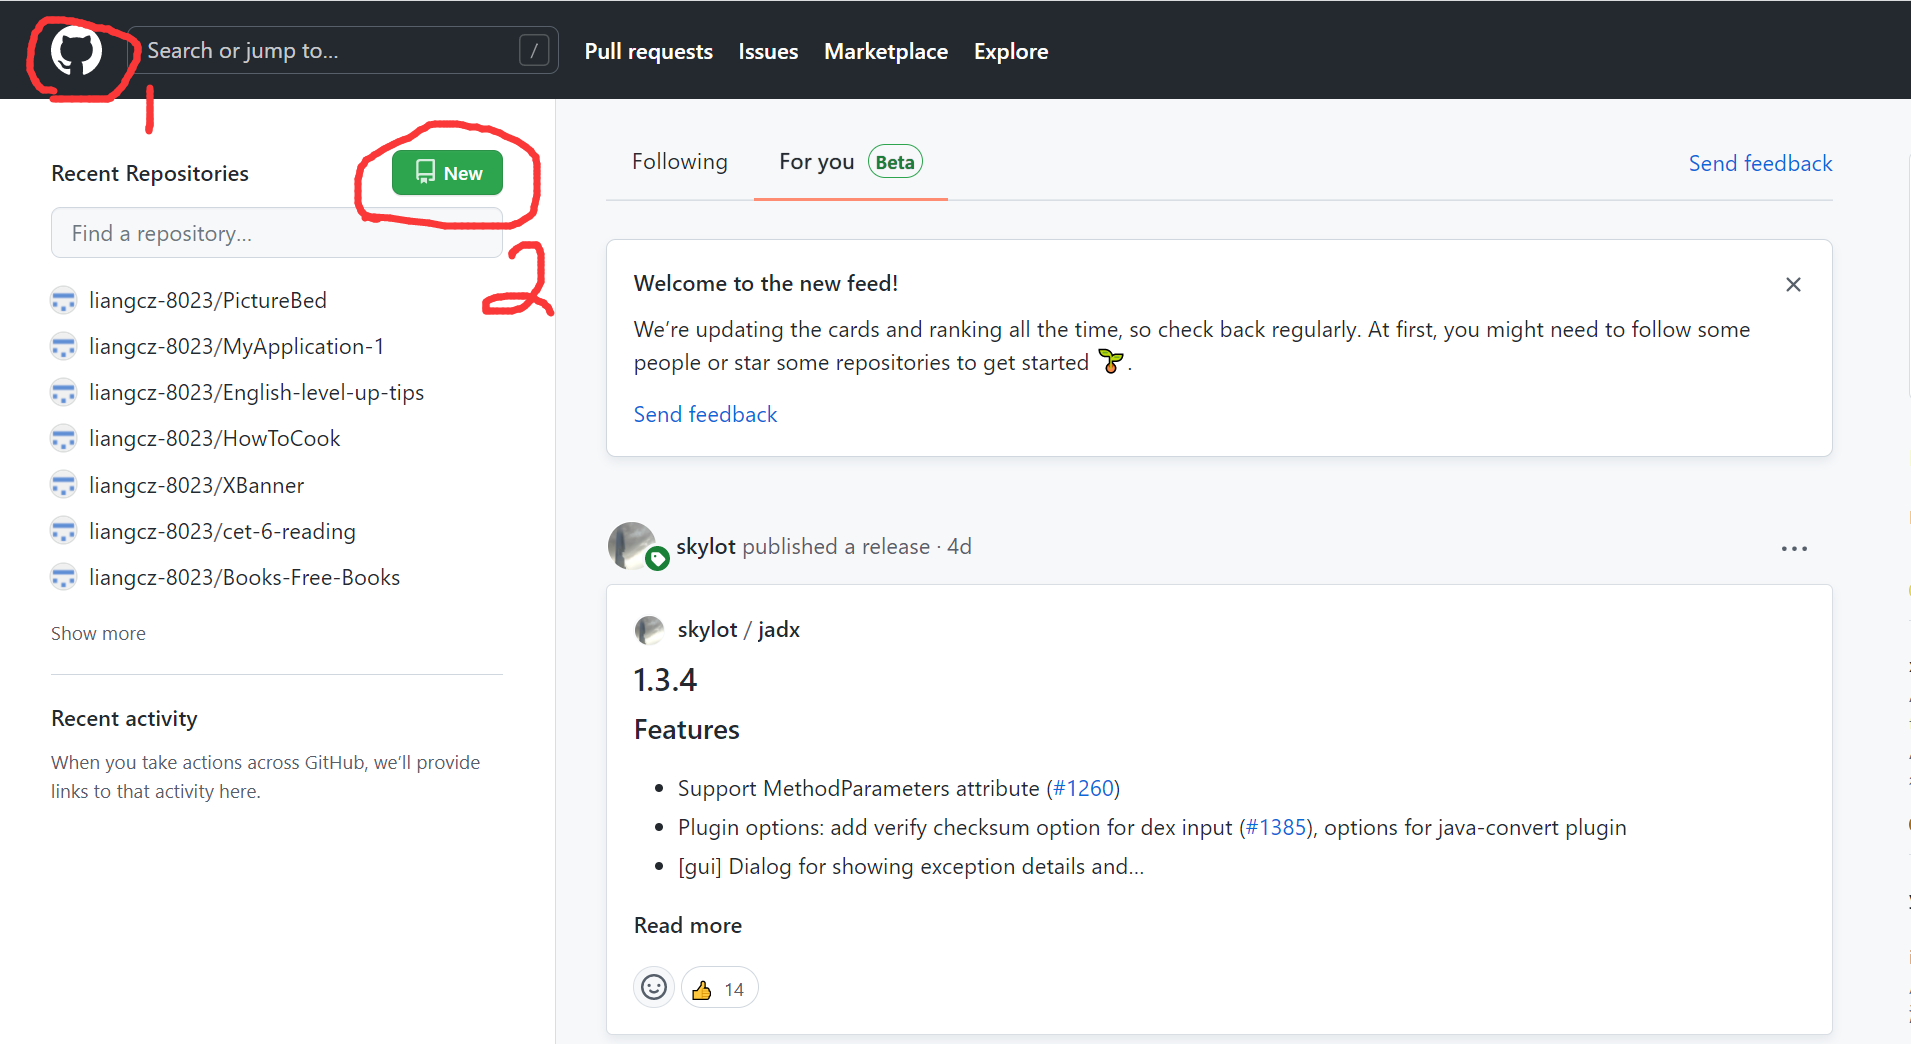 Search or jump to... /
Pull requests Issues Marketplace Explore
1
Recent Repositories
New
Find a repository...
2
liangcz-8023/PictureBed
liangcz-8023/MyApplication-1
liangcz-8023/English-level-up-tips
liangcz-8023/HowToCook
liangcz-8023/XBanner
liangcz-8023/cet-6-reading
liangcz-8023/Books-Free-Books
Show more
Recent activity
When you take actions across GitHub, we’ll provide
links to that activity here.
Following For you Beta
Send feedback
Welcome to the new feed!
We’re updating the cards and ranking all the time, so check back regularly. At first, you might need to follow some
people or star some repositories to get started .
Send feedback
skylot published a release · 4d
skylot / jadx
1.3.4
Features
• Support MethodParameters attribute (#1260)
• Plugin options: add verify checksum option for dex input (#1385), options for java-convert plugin
• [gui] Dialog for showing exception details and...
Read more
14